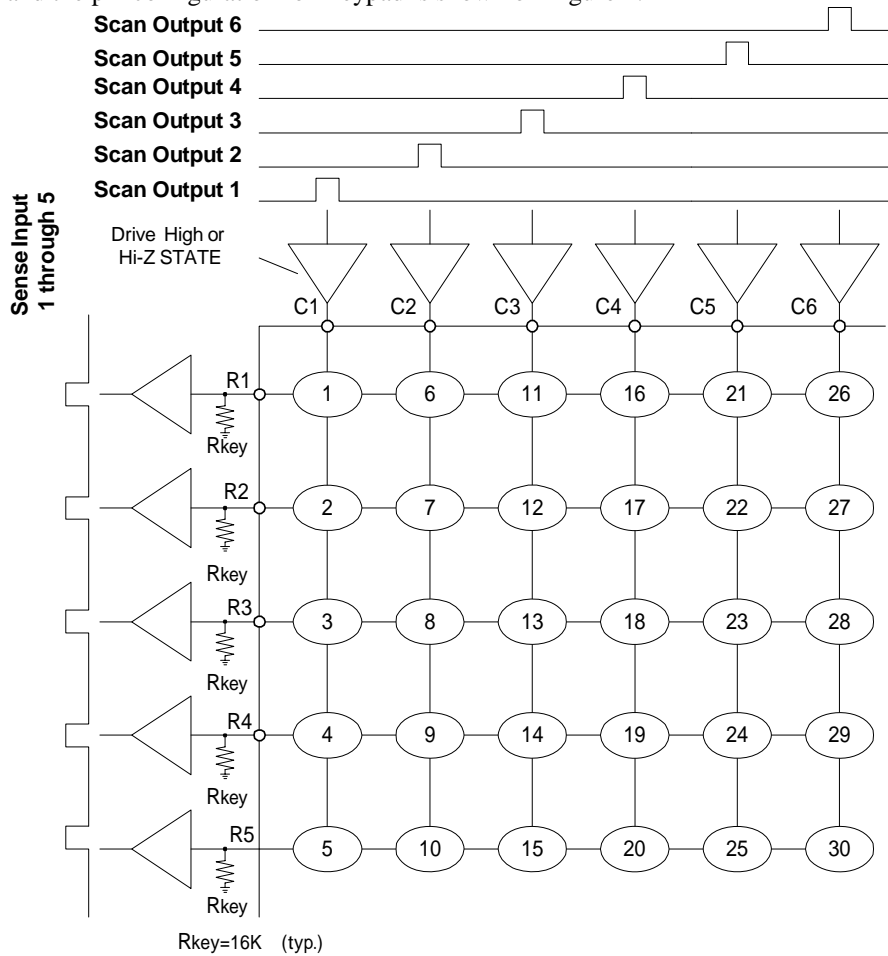 Scan Output 6
Scan Output 5
Scan Output 4
Scan Output 3
Scan Output 2
Scan Output 1
Sense Input
1 through 5
Drive High or
Hi-Z STATE
C1 C2 C3 C4 C5 C6
R1 1 6 11 16 21 26
Rkey
R2 2 7 12 17 22 27
Rkey
R3 3 8 13 18 23 28
Rkey
R4 4 9 14 19 24 29
Rkey
R5 5 10 15 20 25 30
Rkey
Rkey=16K (typ.)